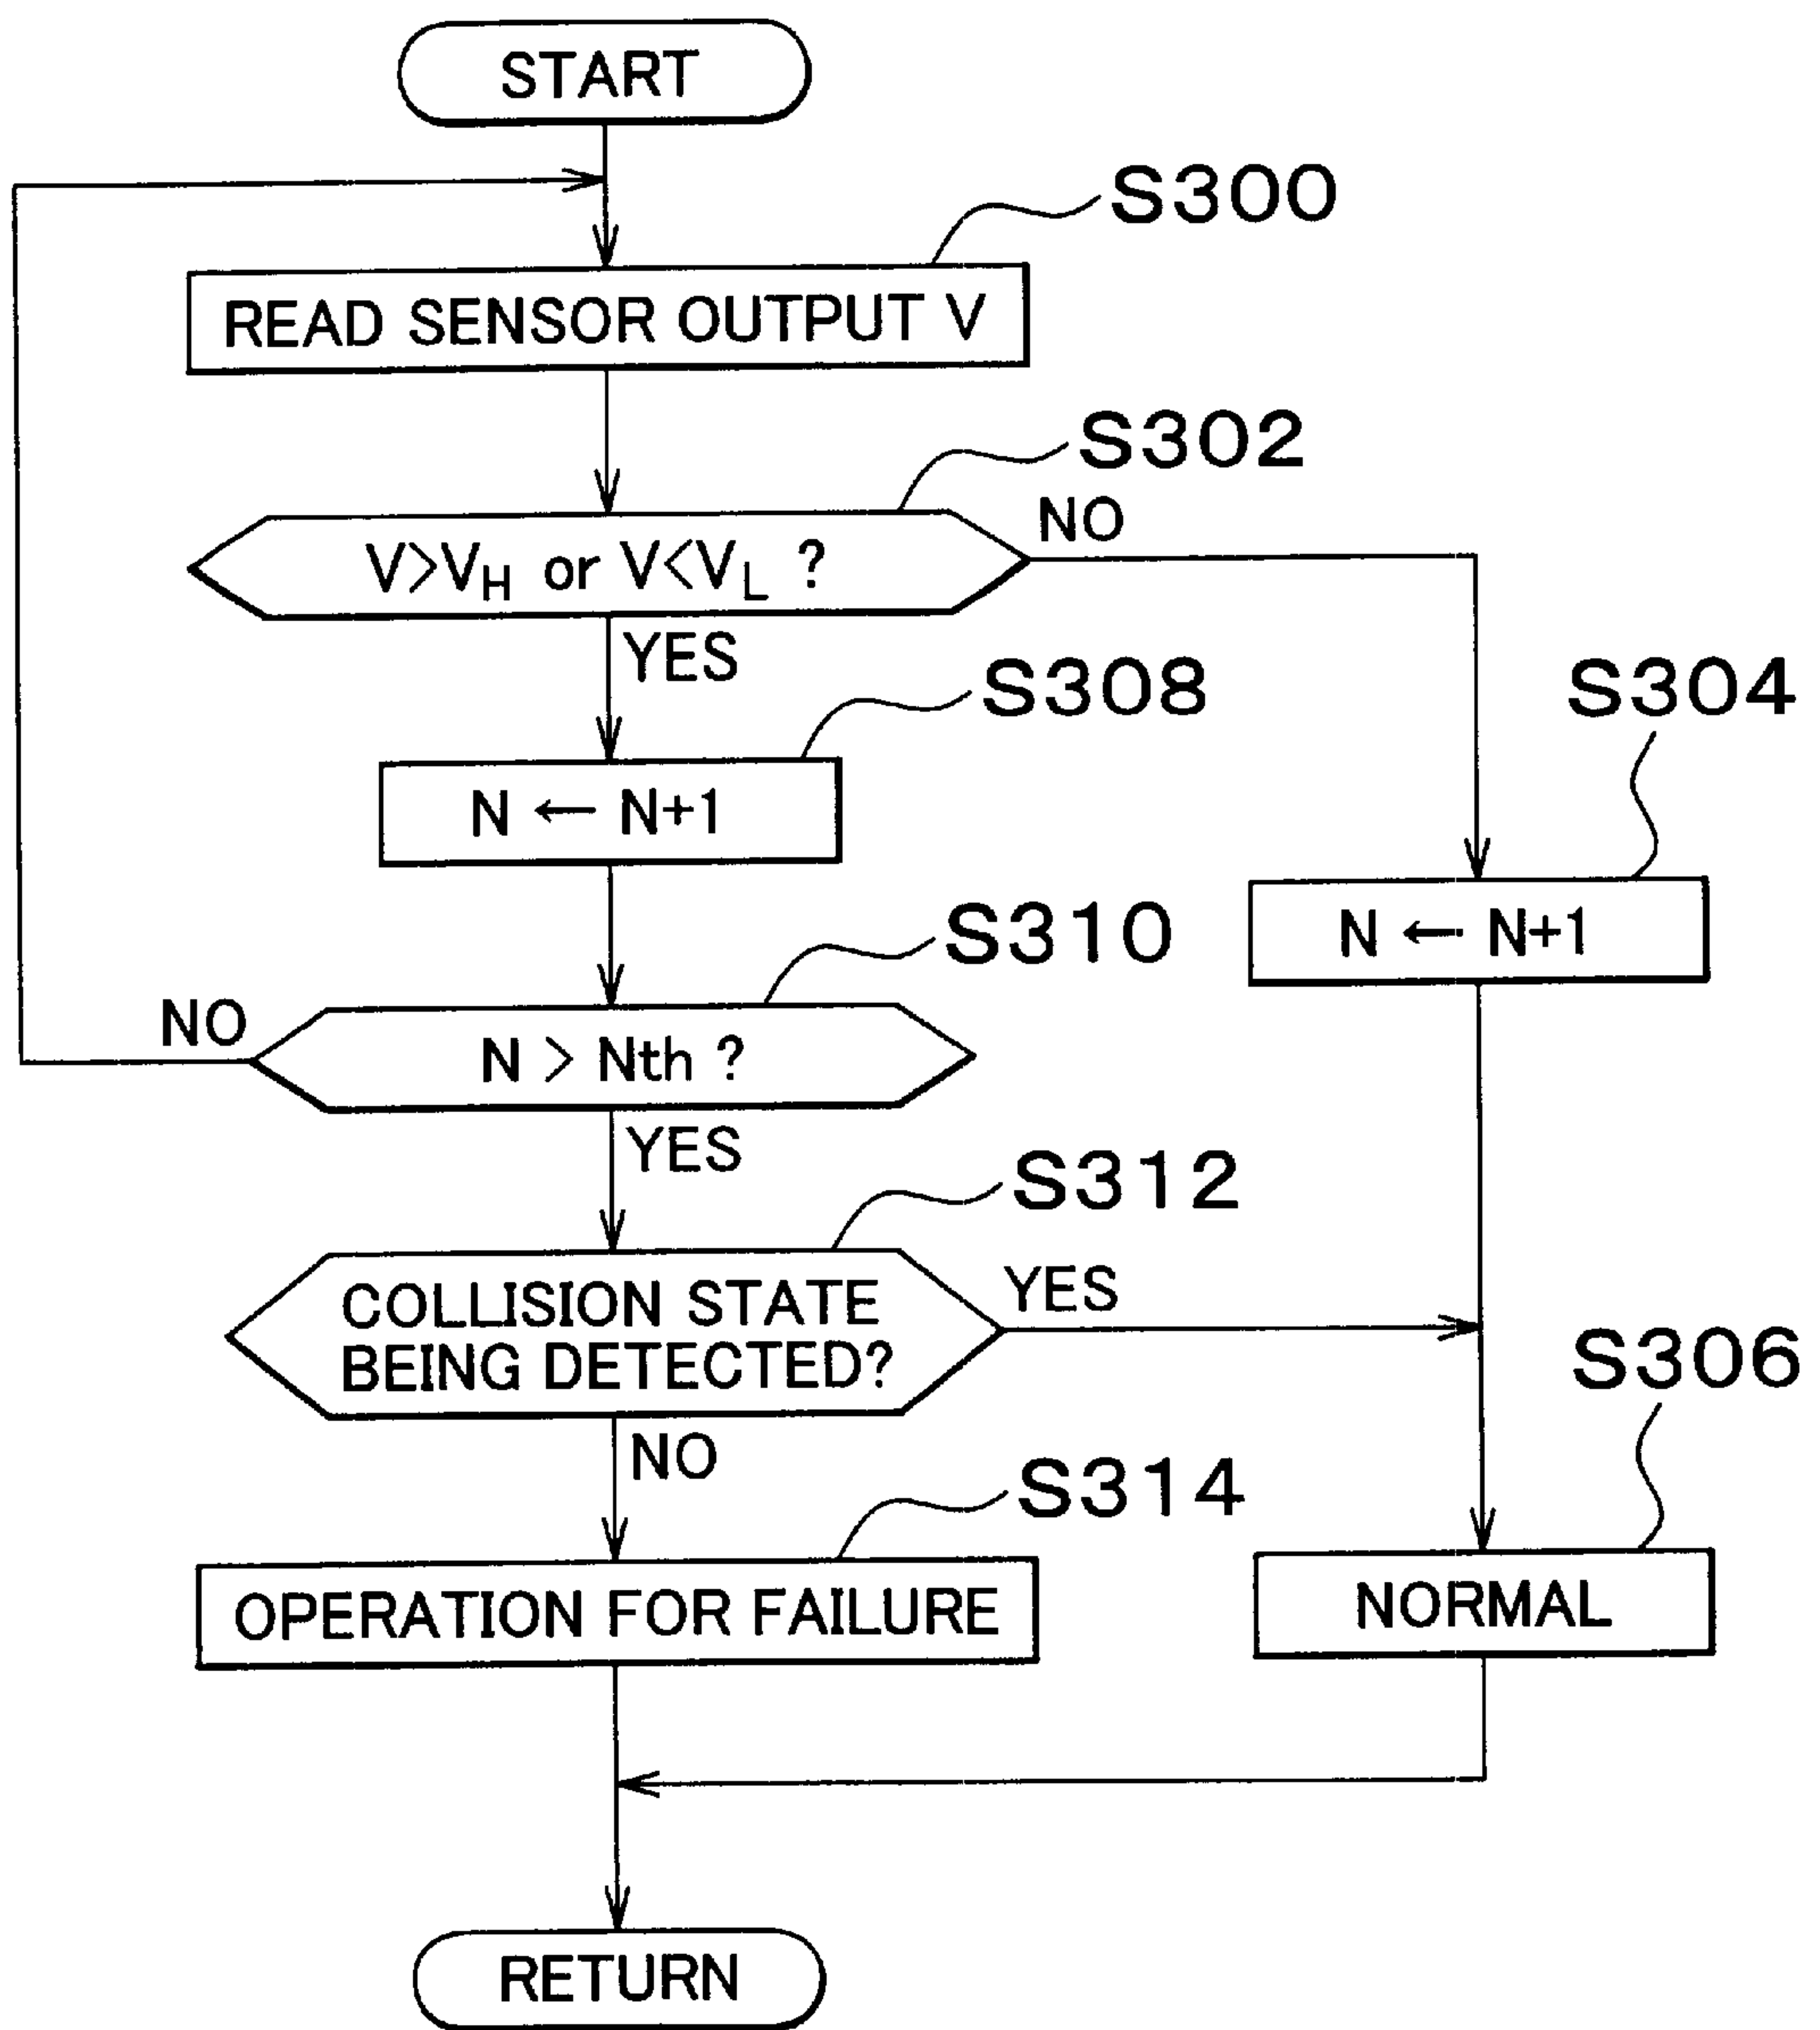 START
S300
READ SENSOR OUTPUT V
S302
V>VH or V<VL ?
NO
YES
S308
S304
N ← N+1
S310
N ← N+1
NO
N > Nth ?
YES
S312
COLLISION STATE
BEING DETECTED?
YES
S306
NO
S314
OPERATION FOR FAILURE
NORMAL
RETURN